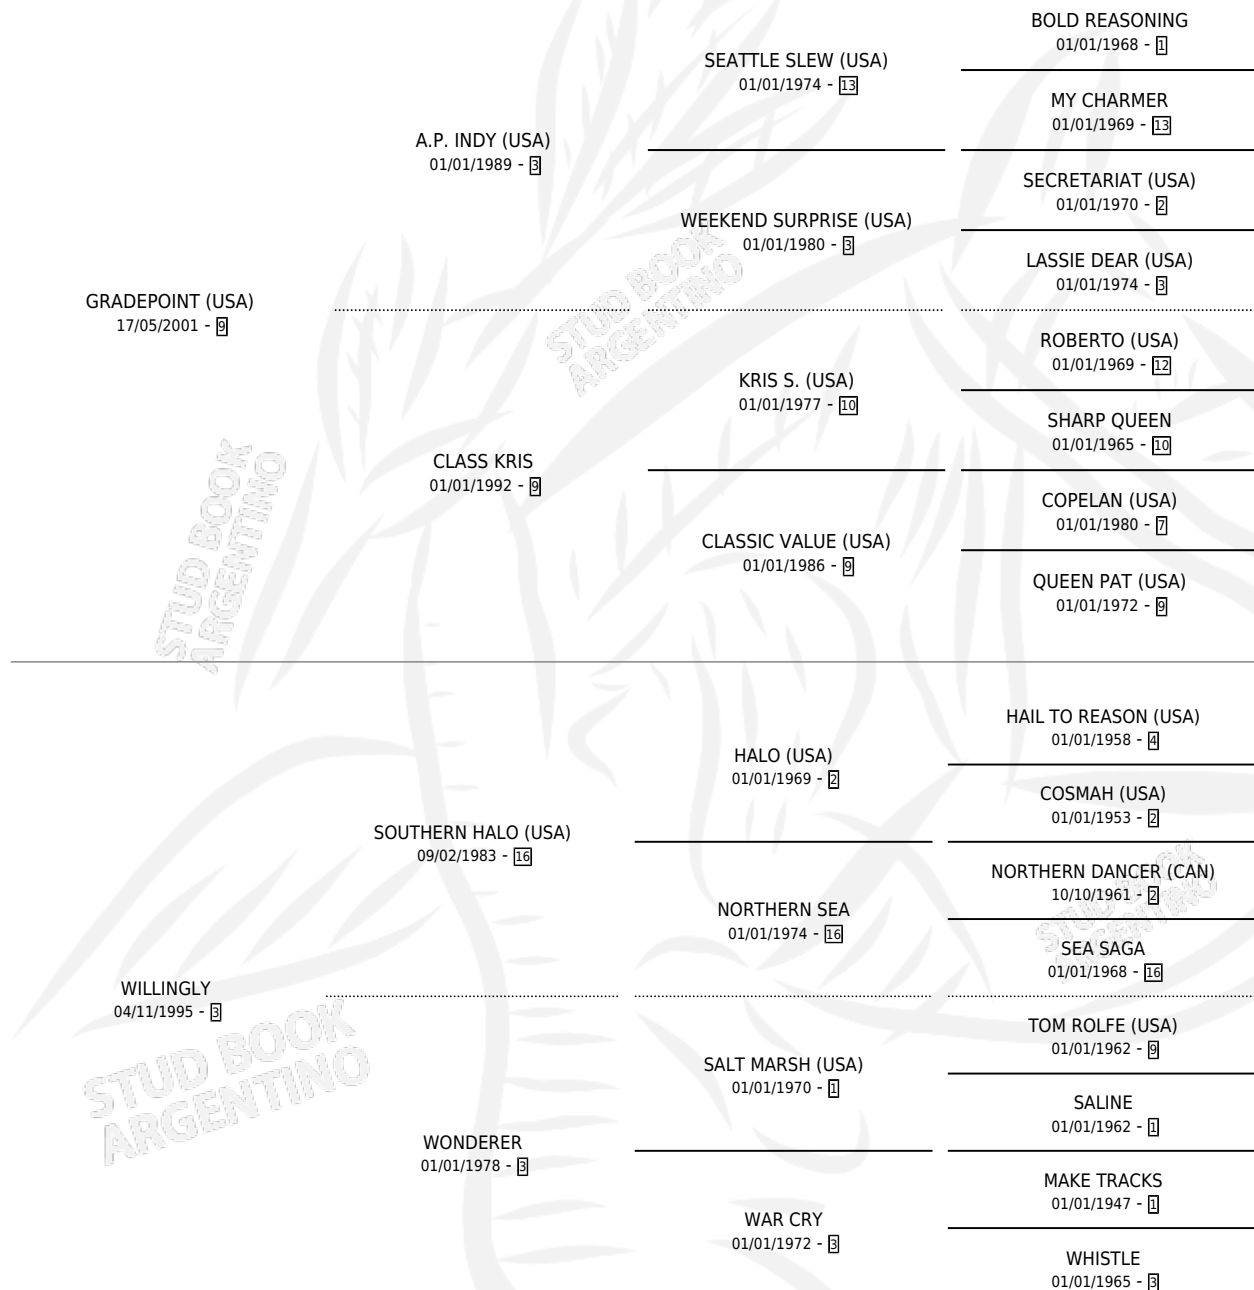 BOLD REASONING
01/01/1968 - 1
SEATTLE SLEW (USA)
01/01/1974 - 13
MY CHARMER
01/01/1969 - 13
A.P. INDY (USA)
01/01/1989 - 3
SECRETARIAT (USA)
01/01/1970 - 2
WEEKEND SURPRISE (USA)
01/01/1980 - 3
LASSIE DEAR (USA)
01/01/1974 - 3
STUD BOOK
ARGENTINO
GRADEPOINT (USA)
17/05/2001 - 9
ROBERTO (USA)
01/01/1969 - 12
KRIS S. (USA)
01/01/1977 - 10
SHARP QUEEN
01/01/1965 - 10
CLASS KRIS
01/01/1992 - 9
COPELAN (USA)
01/01/1980 - 7
CLASSIC VALUE (USA)
01/01/1986 - 9
QUEEN PAT (USA)
01/01/1972 - 9
STUD BOOK
ARGENTINO
HAIL TO REASON (USA)
01/01/1958 - 4
HALO (USA)
01/01/1969 - 2
COSMAH (USA)
01/01/1953 - 2
SOUTHERN HALO (USA)
09/02/1983 - 16
NORTHERN DANCER (CAN)
10/10/1961 - 2
NORTHERN SEA
01/01/1974 - 16
SEA SAGA
01/01/1968 - 16
STUD BOOK
ARGENTINO
WILLINGLY
04/11/1995 - 3
TOM ROLFE (USA)
01/01/1962 - 9
SALT MARSH (USA)
01/01/1970 - 1
SALINE
01/01/1962 - 1
STUD BOOK
ARGENTINO
WONDERER
01/01/1978 - 3
MAKE TRACKS
01/01/1947 - 1
WAR CRY
01/01/1972 - 3
WHISTLE
01/01/1965 - 3